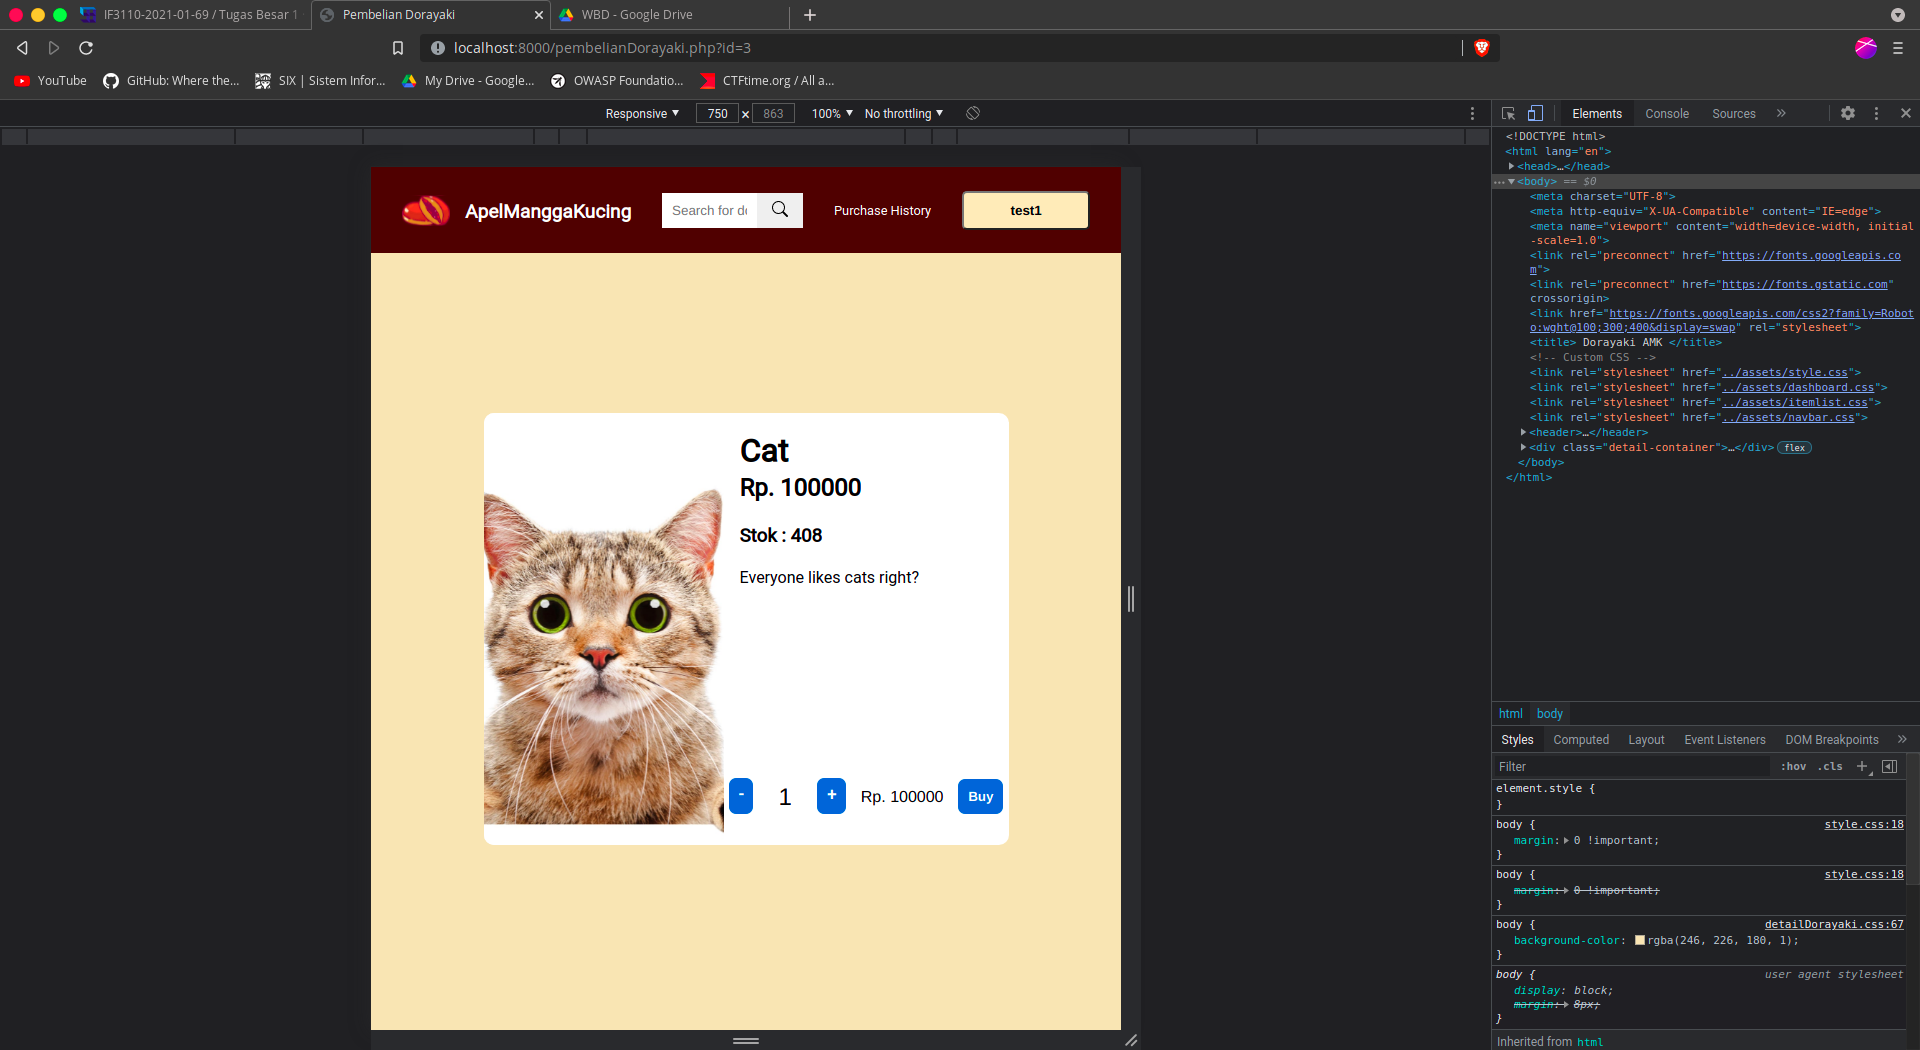 IF3110-2021-01-69 / Tugas Besar 1
Pembelian Dorayaki
WBD - Google Drive
localhost:8000/pembelianDorayaki.php?id=3
YouTube
GitHub: Where the...
SIX | Sistem Infor...
My Drive - Google...
OWASP Foundatio...
CTFtime.org / All a...
Responsive ▼ 750 × 863 100% ▼ No throttling ▼
ApelManggaKucing
Search for do
Purchase History
test1
Cat
Rp. 100000
Stok : 408
Everyone likes cats right?
- 1 + Rp. 100000 Buy
Elements Console Sources »
<!DOCTYPE html>
<html lang="en">
<head>…</head>
<body> == $0
<meta charset="UTF-8">
<meta http-equiv="X-UA-Compatible" content="IE=edge">
<meta name="viewport" content="width=device-width, initial
-scale=1.0">
<link rel="preconnect" href="https://fonts.googleapis.co
m">
<link rel="preconnect" href="https://fonts.gstatic.com"
crossorigin>
<link href="https://fonts.googleapis.com/css2?family=Robot
o:wght@100;300;400&display=swap" rel="stylesheet">
<title> Dorayaki AMK </title>
<!-- Custom CSS -->
<link rel="stylesheet" href="../assets/style.css">
<link rel="stylesheet" href="../assets/dashboard.css">
<link rel="stylesheet" href="../assets/itemlist.css">
<link rel="stylesheet" href="../assets/navbar.css">
<header>…</header>
<div class="detail-container">…</div> flex
</body>
</html>
html body
Styles Computed Layout Event Listeners DOM Breakpoints »
Filter :hov .cls +
element.style {
}
body { style.css:18
margin: 0 !important;
}
body { style.css:18
margin: 0 !important;
}
body { detailDorayaki.css:67
background-color: rgba(246, 226, 180, 1);
}
body { user agent stylesheet
display: block;
margin: 8px;
}
Inherited from html